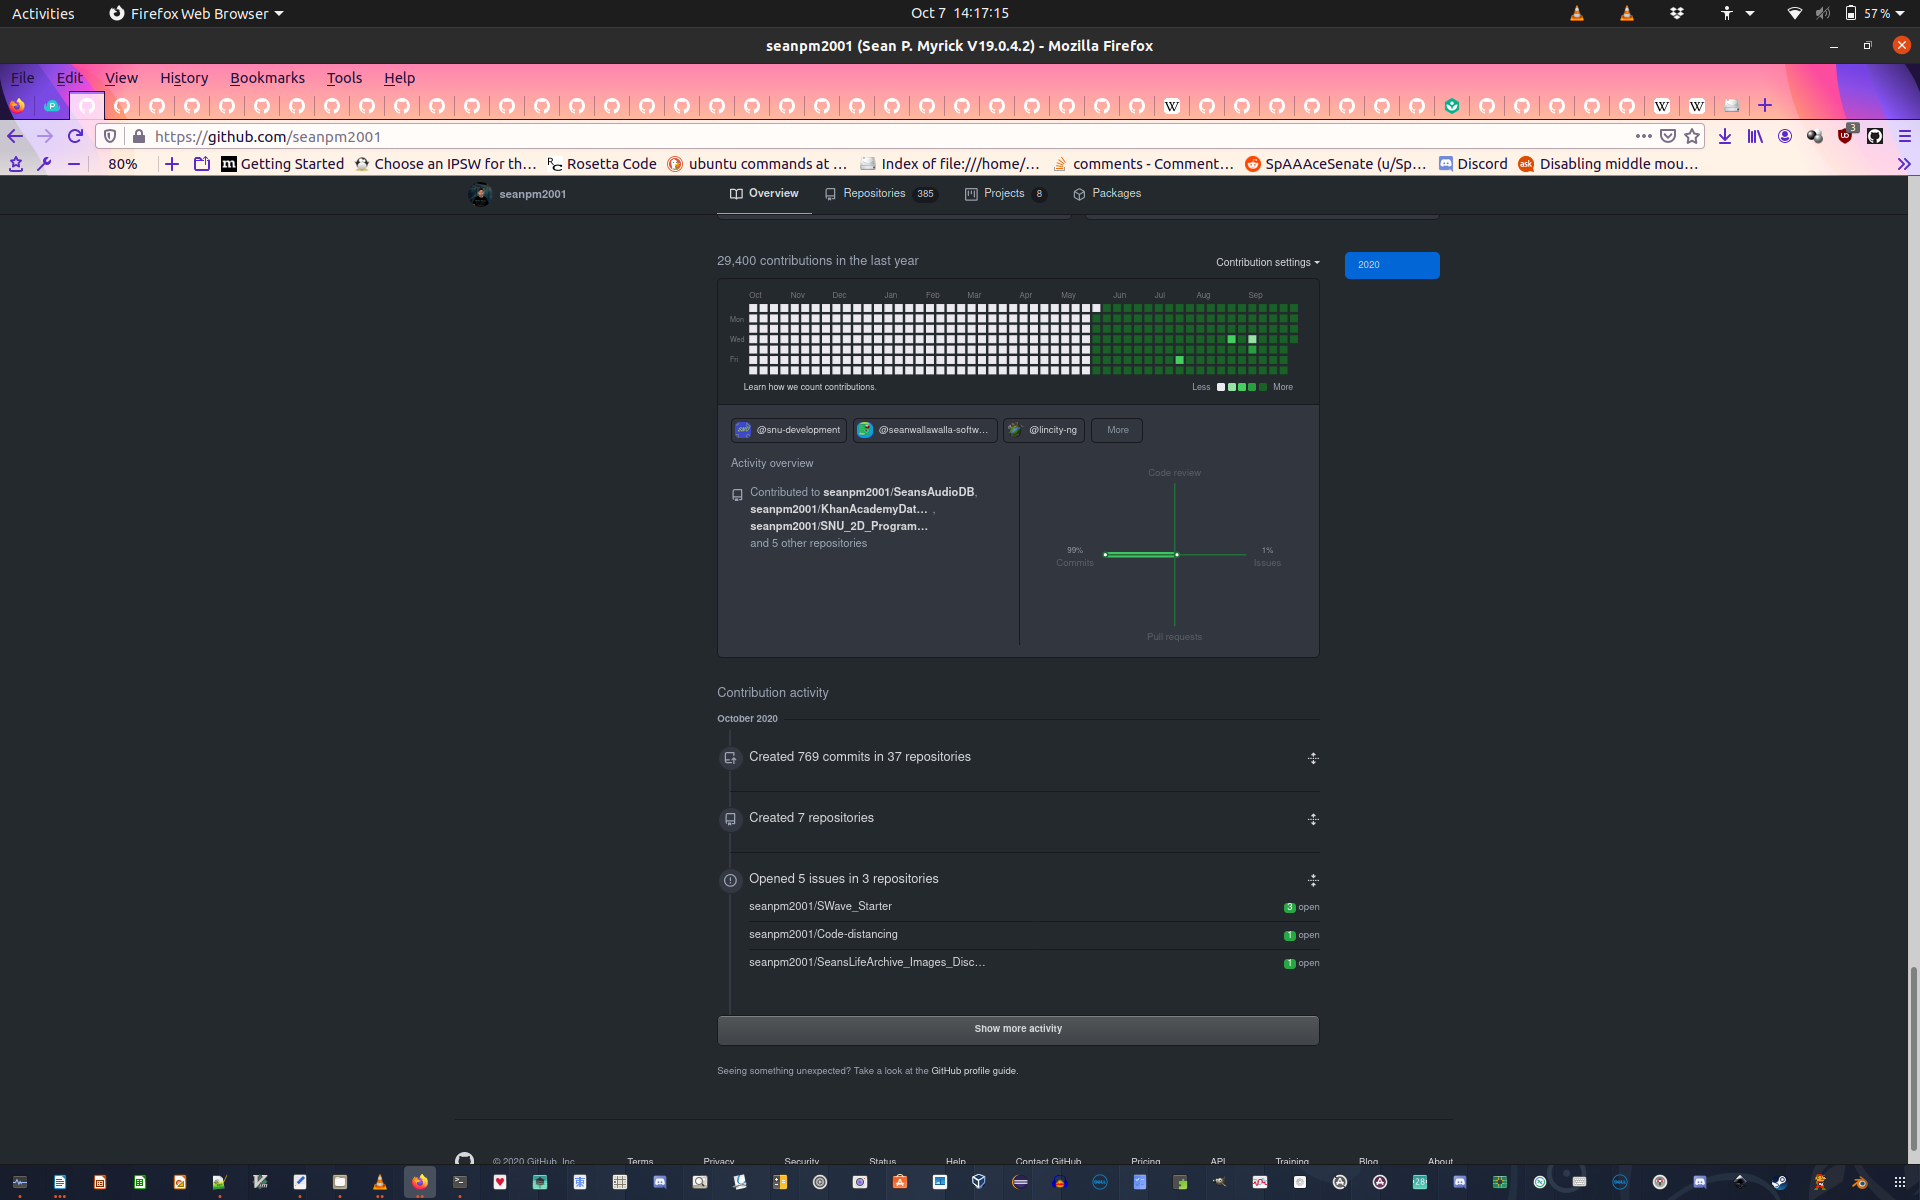 Activities Firefox Web Browser Oct 7 14:17:15 57 %
seanpm2001 (Sean P. Myrick V19.0.4.2) - Mozilla Firefox
File Edit View History Bookmarks Tools Help
https://github.com/seanpm2001 3
80% Getting Started Choose an IPSW for th… Rosetta Code ubuntu commands at … Index of file:///home/… comments - Comment… SpAAAceSenate (u/Sp… Discord Disabling middle mou…
seanpm2001 Overview Repositories 385 Projects 8 Packages
29,400 contributions in the last year Contribution settings 2020
Oct Nov Dec Jan Feb Mar Apr May Jun Jul Aug Sep
Mon
Wed
Fri
Learn how we count contributions. Less More
@snu-development @seanwallawalla-softw… @lincity-ng More
Activity overview
Code review
Contributed to seanpm2001/SeansAudioDB,
seanpm2001/KhanAcademyDat… ,
seanpm2001/SNU_2D_Program…
and 5 other repositories
99% 1%
Commits Issues
Pull requests
Contribution activity
October 2020
Created 769 commits in 37 repositories
Created 7 repositories
Opened 5 issues in 3 repositories
seanpm2001/SWave_Starter 3 open
seanpm2001/Code-distancing 1 open
seanpm2001/SeansLifeArchive_Images_Disc… 1 open
Show more activity
Seeing something unexpected? Take a look at the GitHub profile guide.
© 2020 GitHub, Inc. Terms Privacy Security Status Help Contact GitHub Pricing API Training Blog About